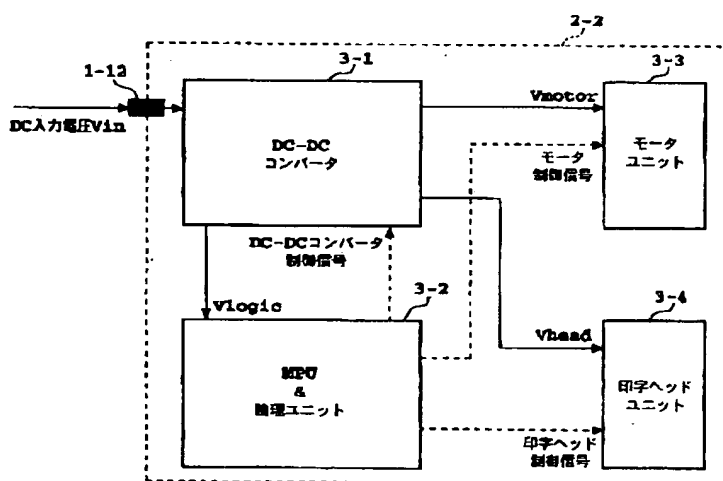 2-2
1-12
3-1
3-3
DC入力電圧Vin
DC-DC
コンバータ
Vmotor
モータ
ユニット
モータ
制御信号
DC-DCコンバータ
制御信号
Vlogic
3-2
3-4
Vhead
MPU
&
論理ユニット
印字ヘッド
ユニット
印字ヘッド
制御信号